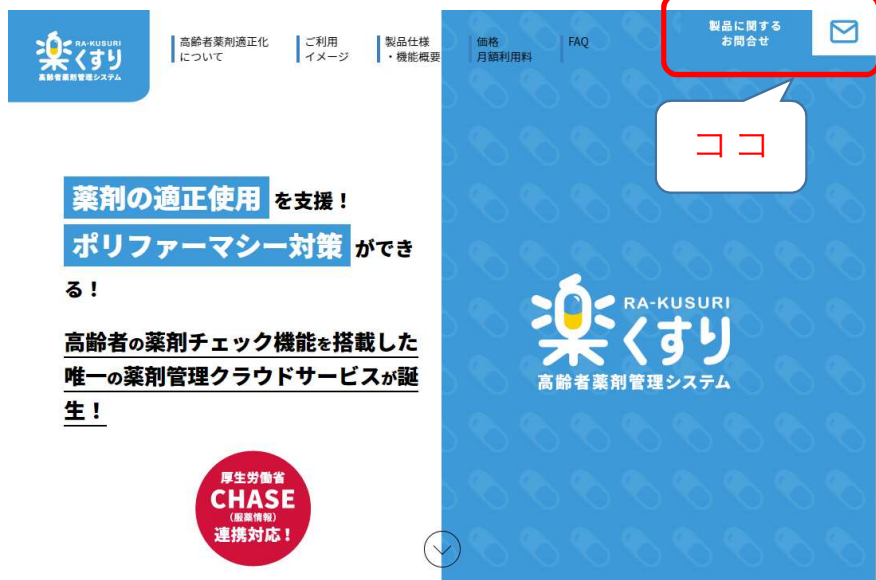 RA-KUSURI
楽くすり
高齢者薬剤管理システム
高齢者薬剤適正化
について
ご利用
イメージ
製品仕様
・機能概要
価格
月額利用料
FAQ
製品に関する
お問合せ
ココ
薬剤の適正使用 を支援！
ポリファーマシー対策 ができ
る！
高齢者の薬剤チェック機能を搭載した
唯一の薬剤管理クラウドサービスが誕
生！
厚生労働省
CHASE
(服薬情報)
連携対応！
RA-KUSURI
楽くすり
高齢者薬剤管理システム